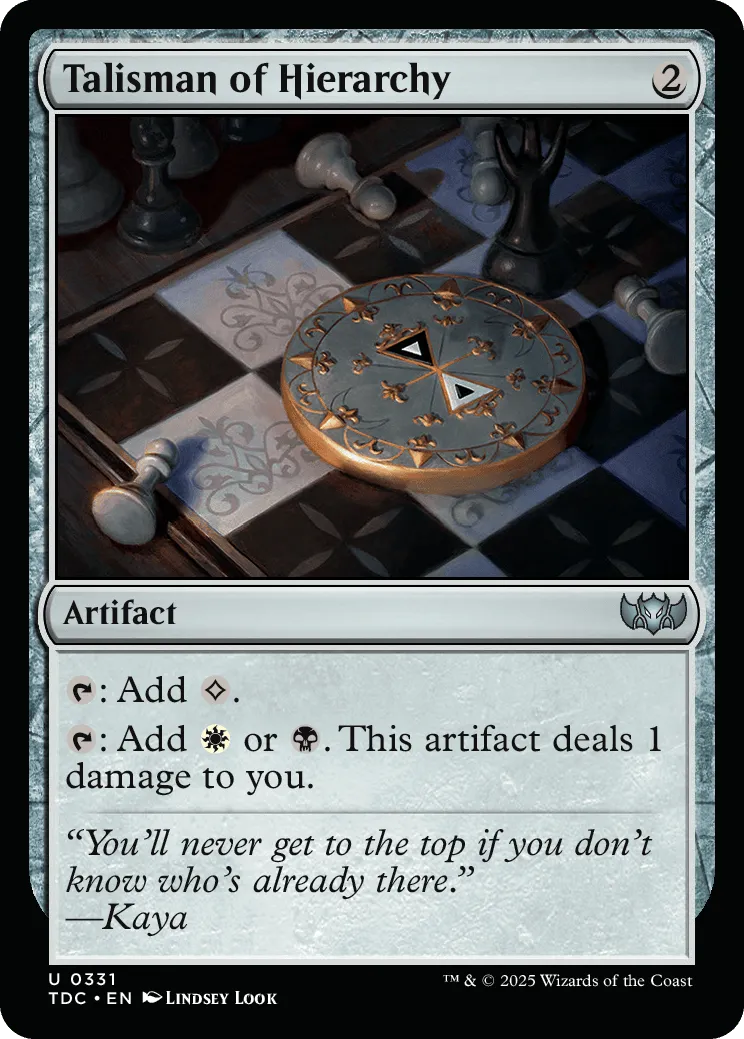 Talisman of Hierarchy 2
Artifact
: Add .
: Add or . This artifact deals 1
damage to you.
“You’ll never get to the top if you don’t
know who’s already there.”
—Kaya
U 0331
™ & © 2025 Wizards of the Coast
TDC • EN Lindsey Look